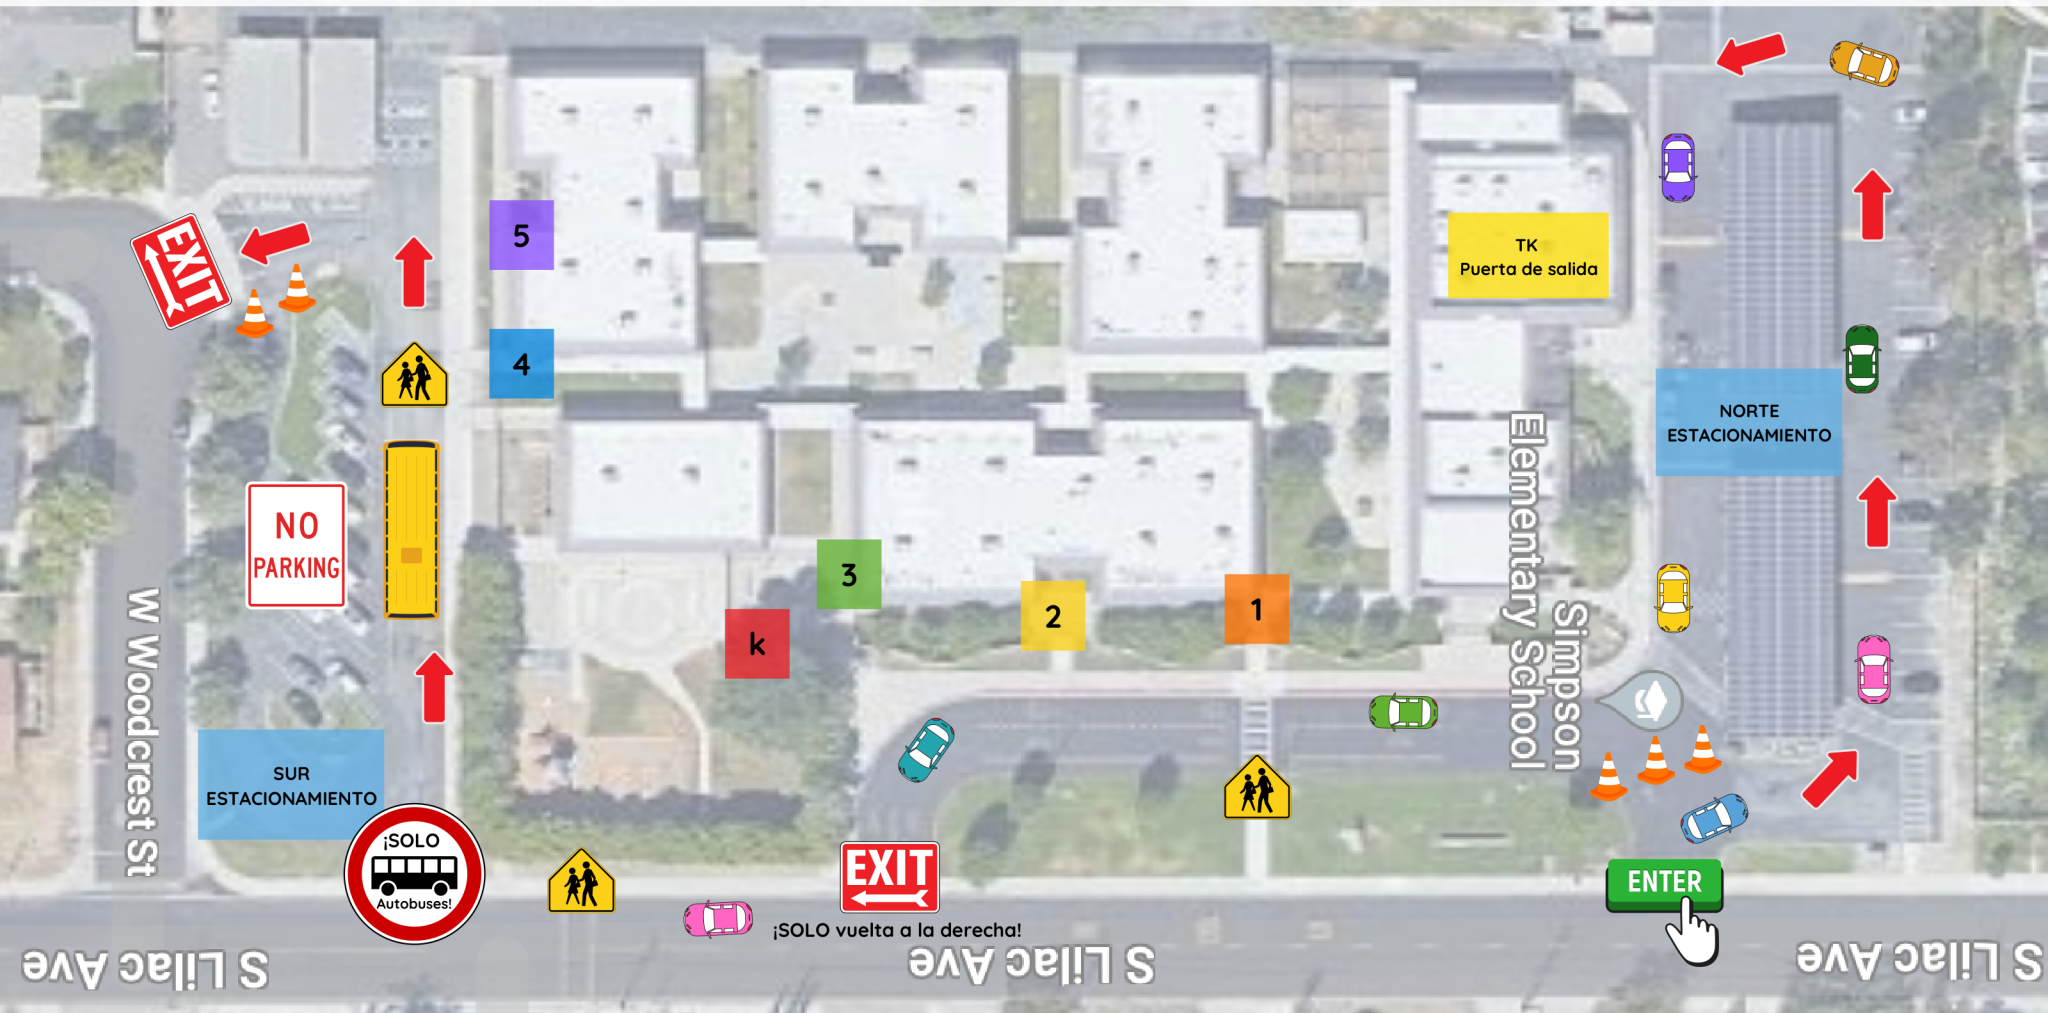 5
TK
Puerta de salida
EXIT
4
NORTE
ESTACIONAMIENTO
NO
PARKING
3
2
1
k
Simpson
Elementary School
W Woodcrest St
SUR
ESTACIONAMIENTO
¡SOLO
Autobuses!
EXIT
ENTER
¡SOLO vuelta a la derecha!
S Lilac Ave
S Lilac Ave
S Lilac Ave